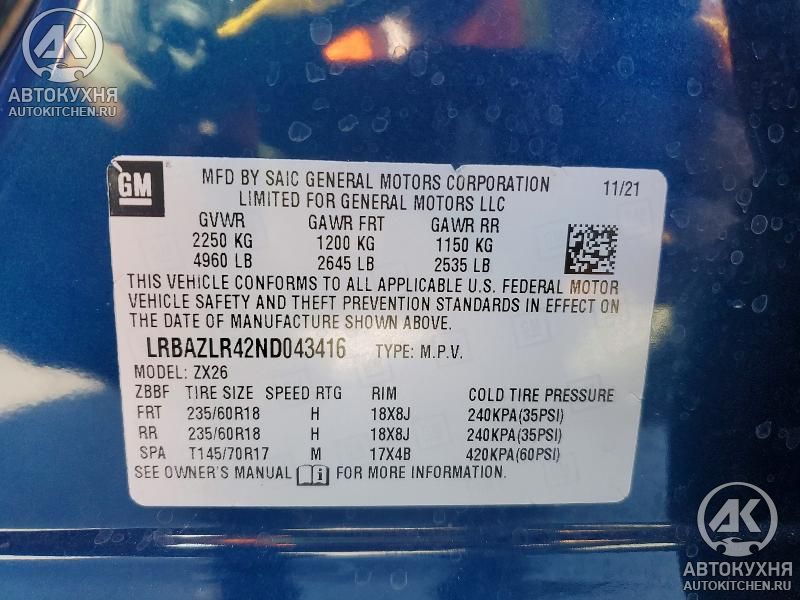 АК
АВТОКУХНЯ
AUTOKITCHEN.RU
GM
MFD BY SAIC GENERAL MOTORS CORPORATION 11/21
LIMITED FOR GENERAL MOTORS LLC
GVWR GAWR FRT GAWR RR
2250 KG 1200 KG 1150 KG
4960 LB 2645 LB 2535 LB
THIS VEHICLE CONFORMS TO ALL APPLICABLE U.S. FEDERAL MOTOR
VEHICLE SAFETY AND THEFT PREVENTION STANDARDS IN EFFECT ON
THE DATE OF MANUFACTURE SHOWN ABOVE.
LRBAZLR42ND043416 TYPE: M.P.V.
MODEL: ZX26
ZBBF TIRE SIZE SPEED RTG RIM COLD TIRE PRESSURE
FRT 235/60R18 H 18X8J 240KPA(35PSI)
RR 235/60R18 H 18X8J 240KPA(35PSI)
SPA T145/70R17 M 17X4B 420KPA(60PSI)
SEE OWNER'S MANUAL FOR MORE INFORMATION.
АК
АВТОКУХНЯ
AUTOKITCHEN.RU